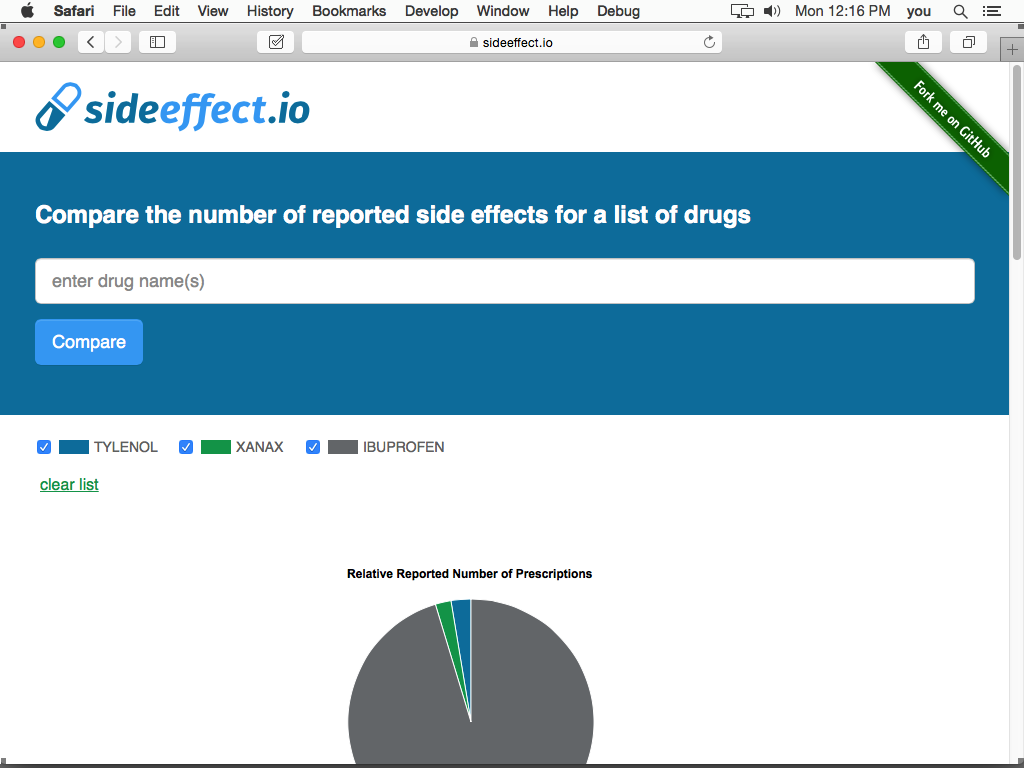 Safari File Edit View History Bookmarks Develop Window Help Debug Mon 12:16 PM you
sideeffect.io
sideeffect.io
Fork me on GitHub
Compare the number of reported side effects for a list of drugs
enter drug name(s)
Compare
TYLENOL XANAX IBUPROFEN
clear list
Relative Reported Number of Prescriptions